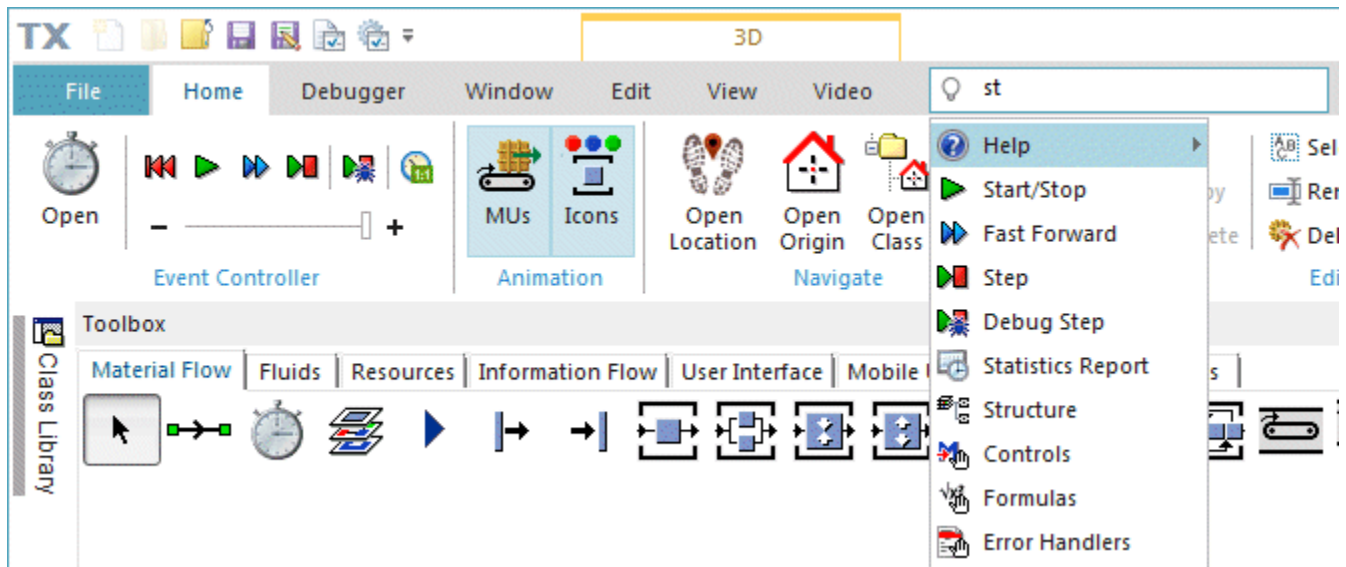 TX
3D
File Home Debugger Window Edit View Video st
Open
MUs Icons
Open Location
Open Origin
Open Class
Event Controller Animation Navigate
Help
Start/Stop
Fast Forward
Step
Debug Step
Statistics Report
Structure
Controls
Formulas
Error Handlers
Toolbox
Class Library
Material Flow Fluids Resources Information Flow User Interface Mobile